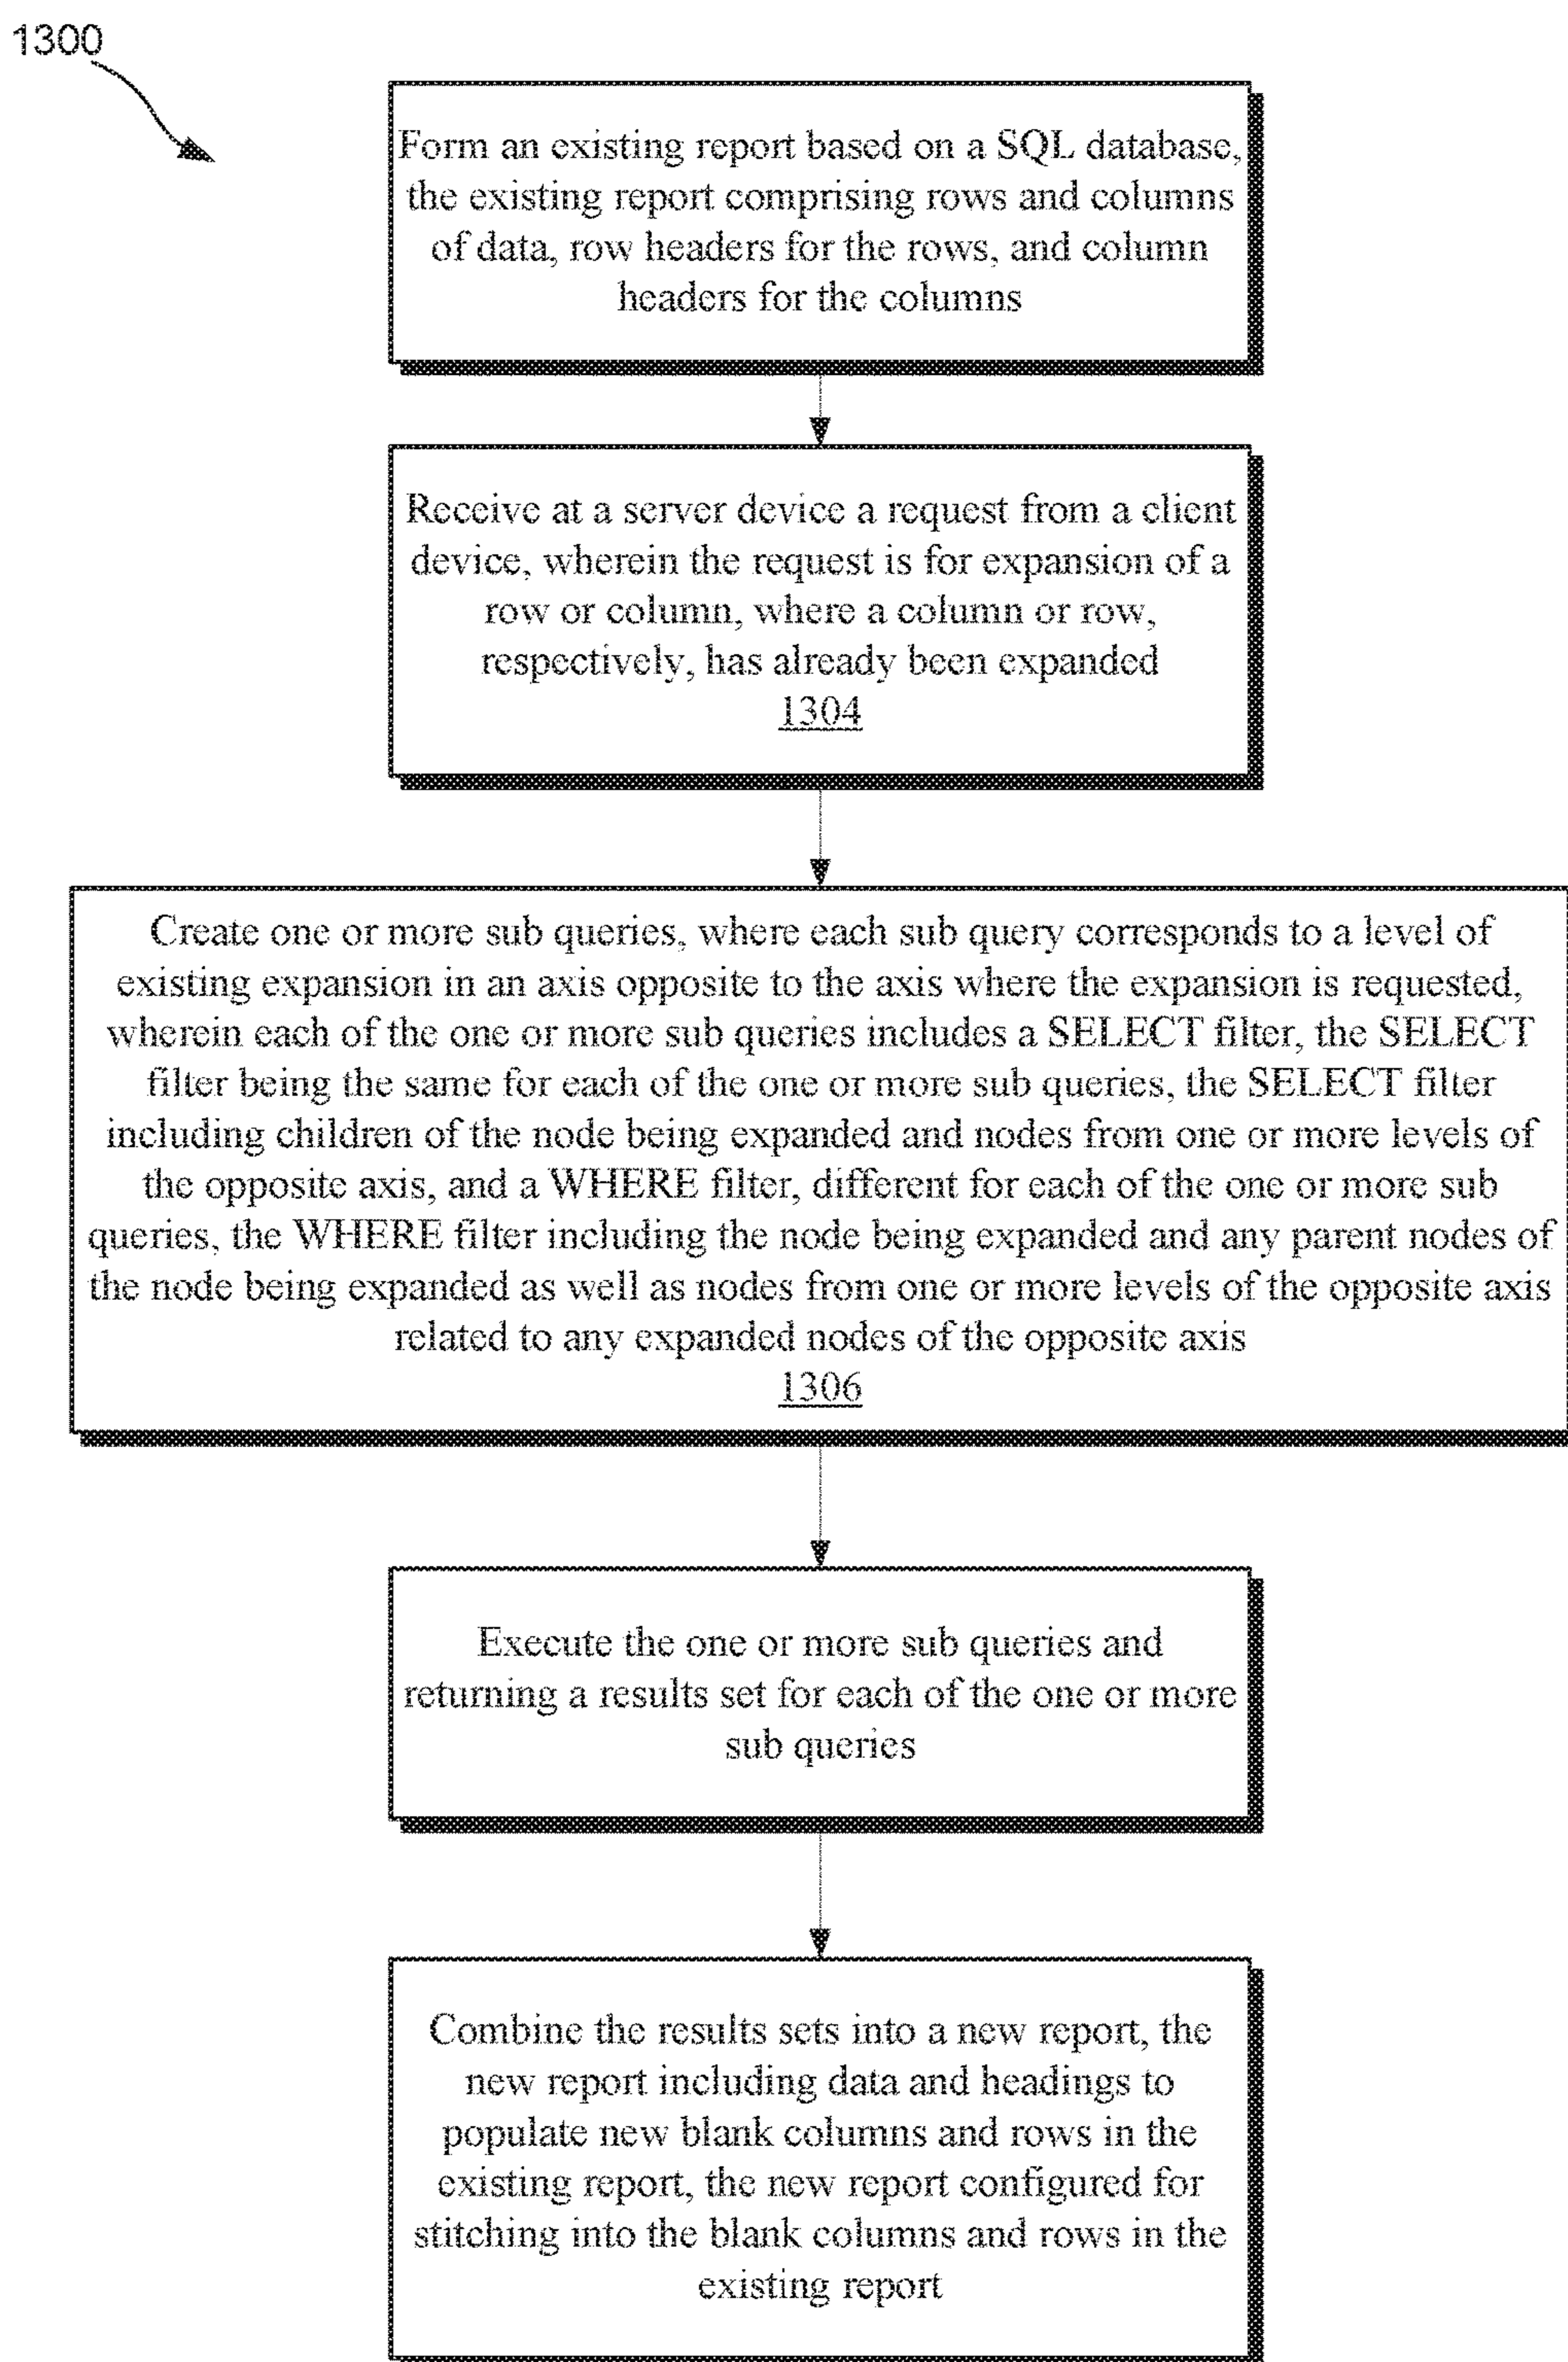 1300
Form an existing report based on a SQL database,
the existing report comprising rows and columns
of data, row headers for the rows, and column
headers for the columns
Receive at a server device a request from a client
device, wherein the request is for expansion of a
row or column, where a column or row,
respectively, has already been expanded
1304
Create one or more sub queries, where each sub query corresponds to a level of
existing expansion in an axis opposite to the axis where the expansion is requested,
wherein each of the one or more sub queries includes a SELECT filter, the SELECT
filter being the same for each of the one or more sub queries, the SELECT filter
including children of the node being expanded and nodes from one or more levels of
the opposite axis, and a WHERE filter, different for each of the one or more sub
queries, the WHERE filter including the node being expanded and any parent nodes of
the node being expanded as well as nodes from one or more levels of the opposite axis
related to any expanded nodes of the opposite axis
1306
Execute the one or more sub queries and
returning a results set for each of the one or more
sub queries
Combine the results sets into a new report, the
new report including data and headings to
populate new blank columns and rows in the
existing report, the new report configured for
stitching into the blank columns and rows in the
existing report